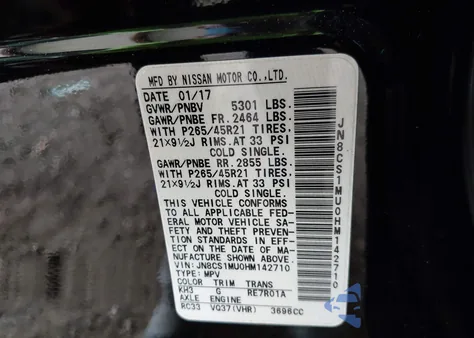 MFD BY NISSAN MOTOR CO.,LTD.
DATE 01/17
GVWR/PNBV 5301 LBS.
GAWR/PNBE FR. 2464 LBS.
WITH P265/45R21 TIRES,
21X9½J RIMS. AT 33 PSI
COLD SINGLE.
GAWR/PNBE RR. 2855 LBS.
WITH P265/45R21 TIRES,
21X9½J RIMS. AT 33 PSI
COLD SINGLE.
THIS VEHICLE CONFORMS
TO ALL APPLICABLE FED-
ERAL MOTOR VEHICLE SA-
FETY AND THEFT PREVEN-
TION STANDARDS IN EFF-
ECT ON THE DATE OF
MANUFACTURE SHOWN ABOVE.
VIN: JN8CS1MU0HM142710
TYPE: MPV
COLOR TRIM TRANS
KH3 G RE7R01A
AXLE ENGINE
RC33 VQ37(VHR) 3696CC
JN8CS1MU0HM142710